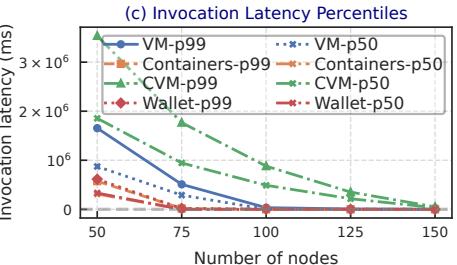 (c) Invocation Latency Percentiles
Invocation latency (ms)
VM-p99
Containers-p99
CVM-p99
Wallet-p99
VM-p50
Containers-p50
CVM-p50
Wallet-p50
3 × 10⁶
2 × 10⁶
10⁶
0
50 75 100 125 150
Number of nodes